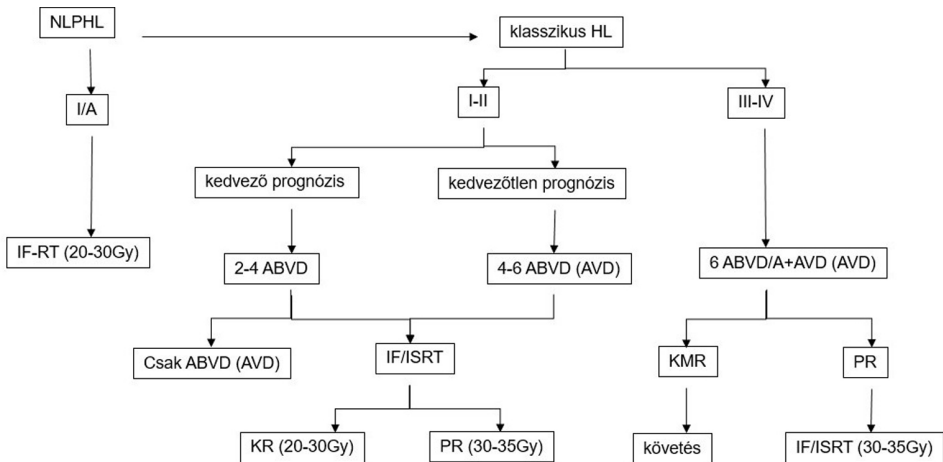 NLPHL
klasszikus HL
I/A
I-II
III-IV
kedvező prognózis
kedvezőtlen prognózis
IF-RT (20-30Gy)
2-4 ABVD
4-6 ABVD (AVD)
6 ABVD/A+AVD (AVD)
Csak ABVD (AVD)
IF/ISRT
KMR
PR
KR (20-30Gy)
PR (30-35Gy)
követés
IF/ISRT (30-35Gy)